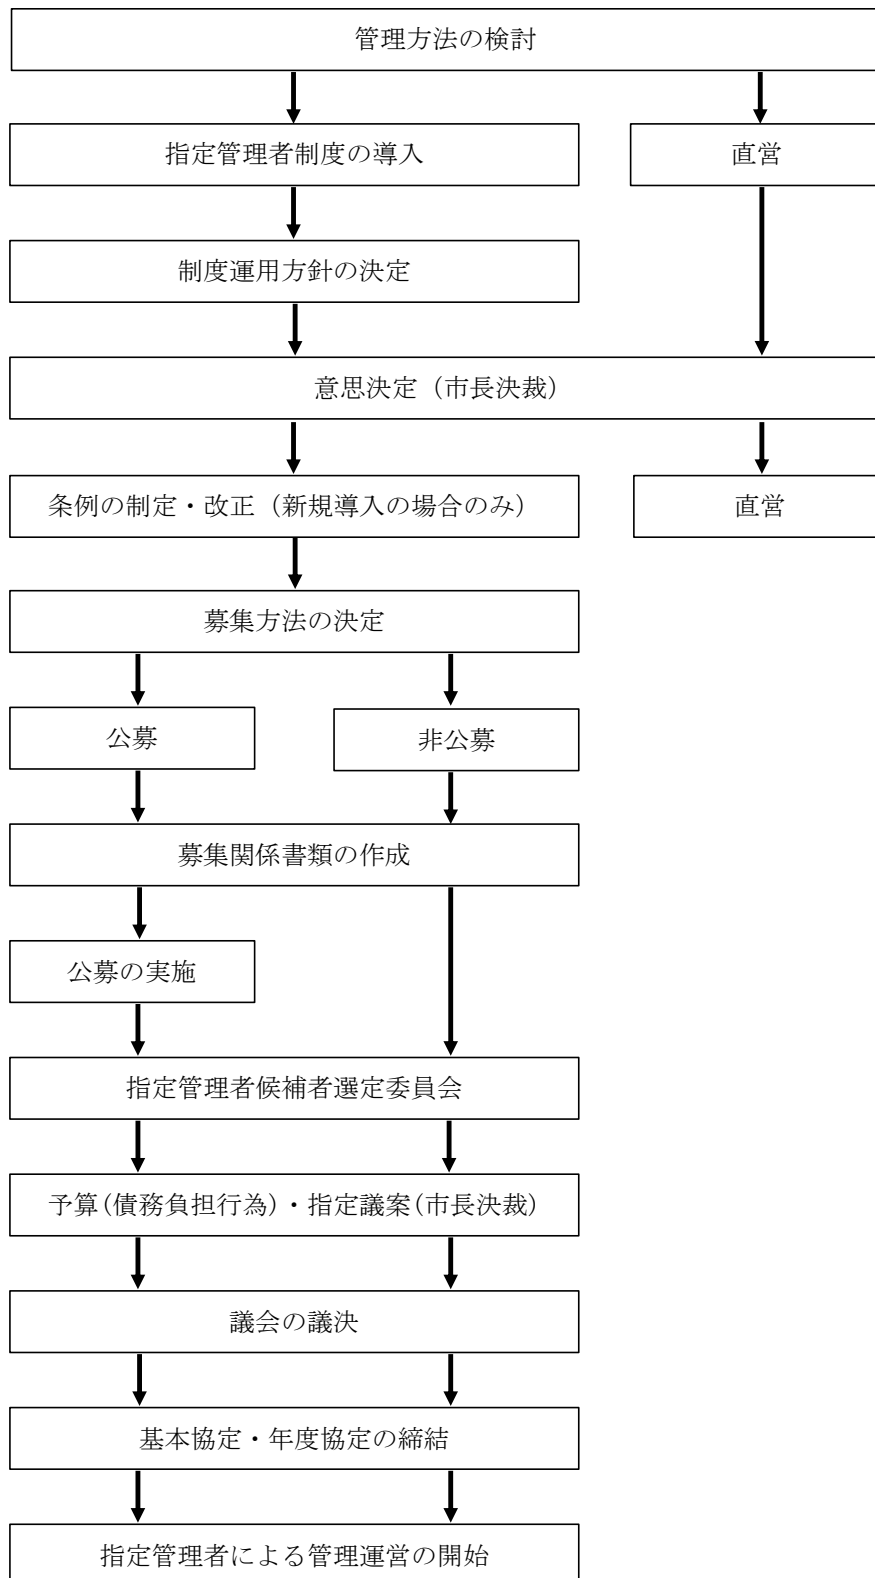 管理方法の検討
指定管理者制度の導入
直営
制度運用方針の決定
意思決定（市長決裁）
条例の制定・改正（新規導入の場合のみ）
直営
募集方法の決定
公募
非公募
募集関係書類の作成
公募の実施
指定管理者候補者選定委員会
予算(債務負担行為)・指定議案(市長決裁)
議会の議決
基本協定・年度協定の締結
指定管理者による管理運営の開始